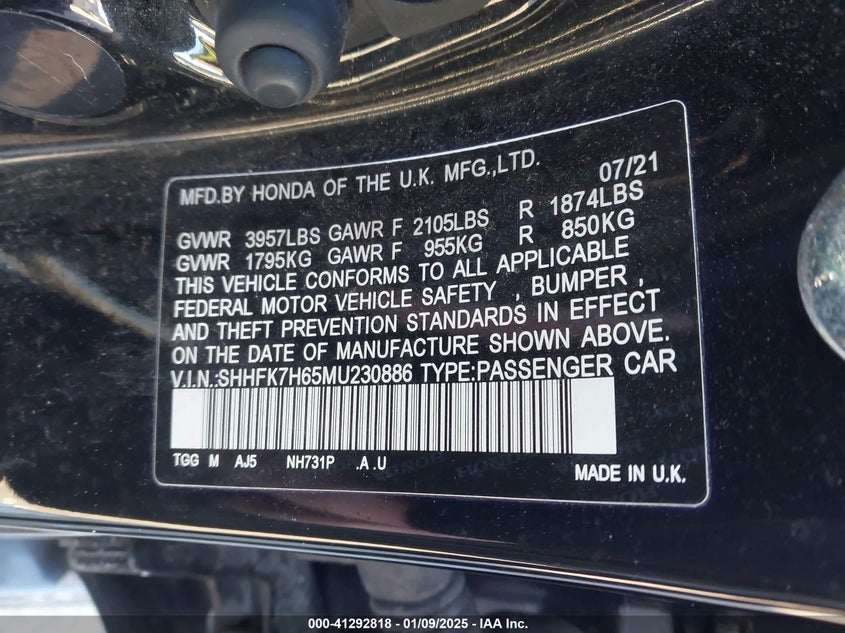 MFD.BY HONDA OF THE U.K. MFG.,LTD. 07/21
GVWR 3957LBS GAWR F 2105LBS R 1874LBS
GVWR 1795KG GAWR F 955KG R 850KG
THIS VEHICLE CONFORMS TO ALL APPLICABLE
FEDERAL MOTOR VEHICLE SAFETY , BUMPER ,
AND THEFT PREVENTION STANDARDS IN EFFECT
ON THE DATE OF MANUFACTURE SHOWN ABOVE.
V.I.N.:SHHFK7H65MU230886 TYPE:PASSENGER CAR
TGG M AJ5 NH731P .A .U
MADE IN U.K.
000-41292818 - 01/09/2025 - IAA Inc.